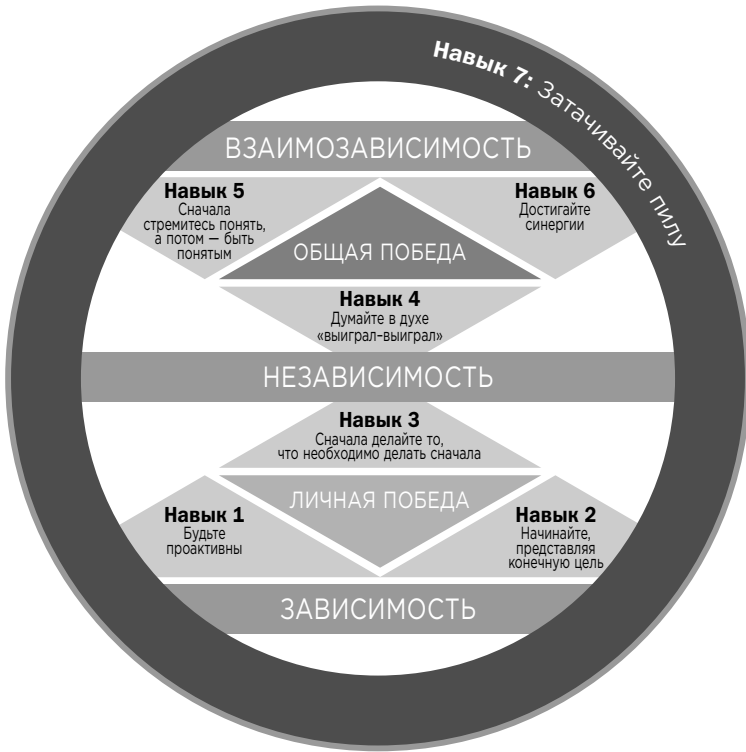 Навык 7: Затачивайте пилу
ВЗАИМОЗАВИСИМОСТЬ
Навык 5
Сначала
стремитесь понять,
а потом — быть
понятым
Навык 6
Достигайте
синергии
ОБЩАЯ ПОБЕДА
Навык 4
Думайте в духе
«выиграл-выиграл»
НЕЗАВИСИМОСТЬ
Навык 3
Сначала делайте то,
что необходимо делать сначала
ЛИЧНАЯ ПОБЕДА
Навык 1
Будьте
проактивны
Навык 2
Начинайте,
представляя
конечную цель
ЗАВИСИМОСТЬ